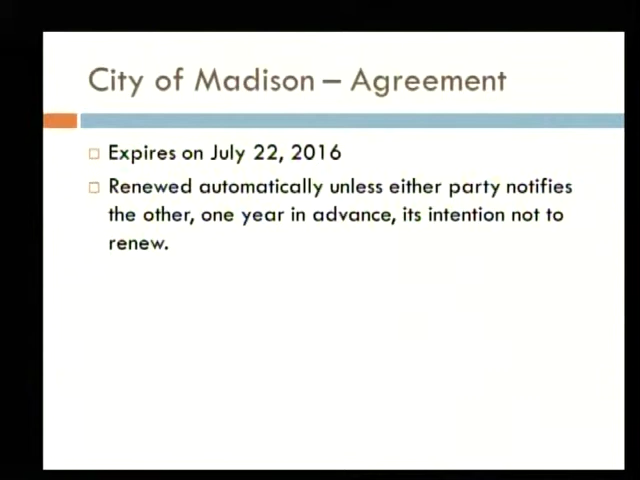 City of Madison – Agreement
Expires on July 22, 2016
Renewed automatically unless either party notifies
the other, one year in advance, its intention not to
renew.